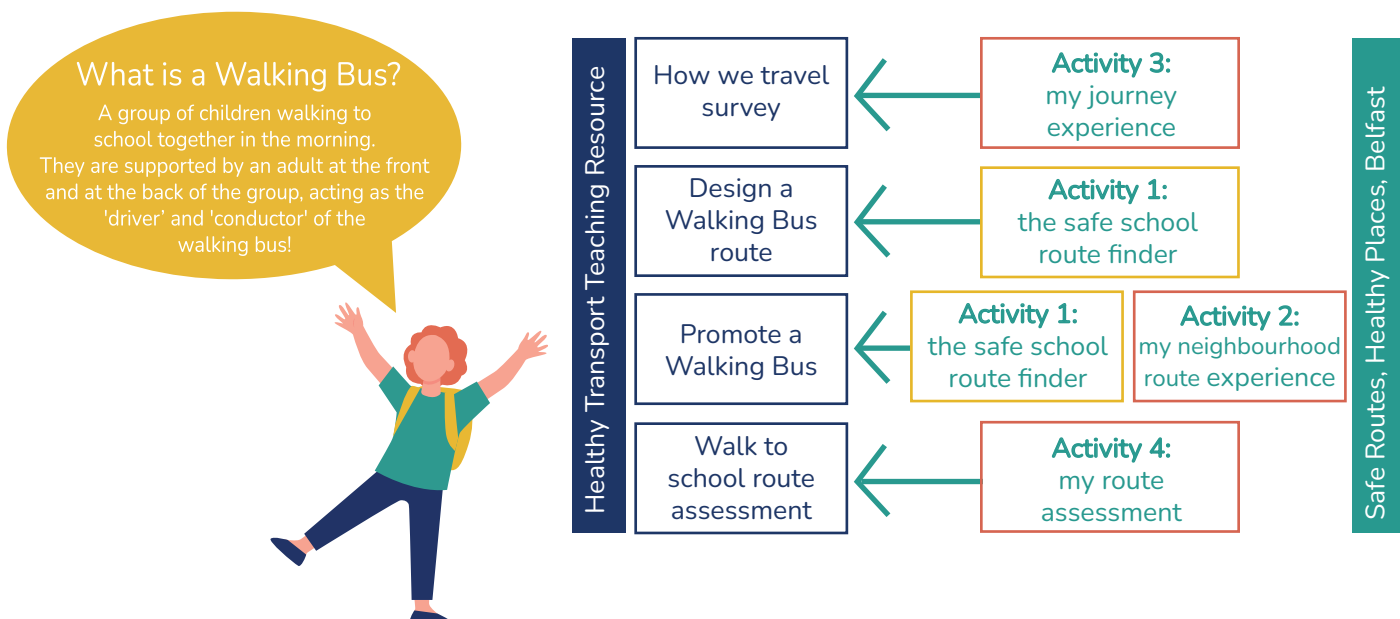 What is a Walking Bus?
A group of children walking to
school together in the morning.
They are supported by an adult at the front
and at the back of the group, acting as the
'driver’ and 'conductor' of the
walking bus!
Healthy Transport Teaching Resource
How we travel
survey
Activity 3:
my journey
experience
Design a
Walking Bus
route
Activity 1:
the safe school
route finder
Promote a
Walking Bus
Activity 1:
the safe school
route finder
Activity 2:
my neighbourhood
route experience
Walk to
school route
assessment
Activity 4:
my route
assessment
Safe Routes, Healthy Places, Belfast